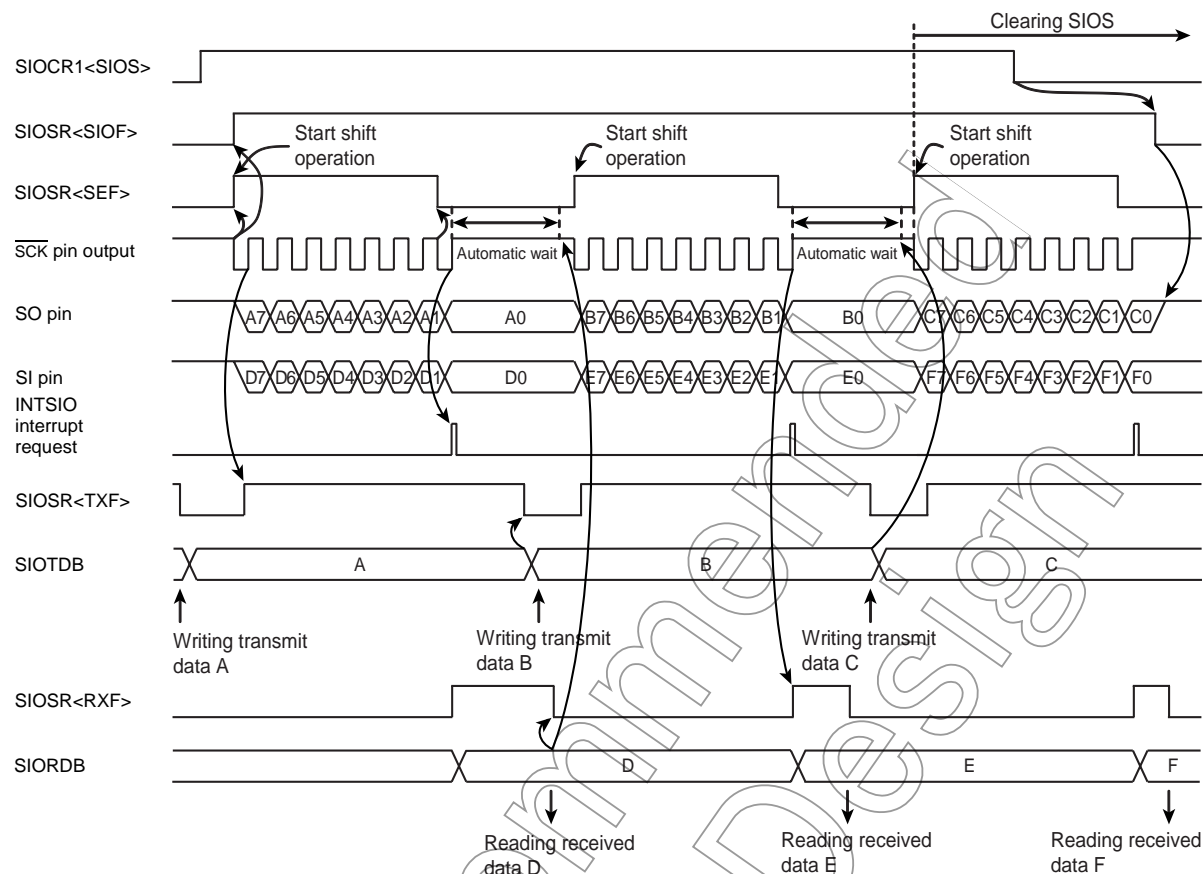 Clearing SIOS
SIOCR1<SIOS>
SIOSR<SIOF>
Start shift
operation
Start shift
operation
Start shift
operation
SIOSR<SEF>
SCK pin output
Automatic wait
Automatic wait
SO pin
A7 A6 A5 A4 A3 A2 A1 A0 B7 B6 B5 B4 B3 B2 B1 B0 C7 C6 C5 C4 C3 C2 C1 C0
SI pin
D7 D6 D5 D4 D3 D2 D1 D0 E7 E6 E5 E4 E3 E2 E1 E0 F7 F6 F5 F4 F3 F2 F1 F0
INTSIO
interrupt
request
SIOSR<TXF>
SIOTDB
A B C
Writing transmit
data A
Writing transmit
data B
Writing transmit
data C
SIOSR<RXF>
SIORDB
D E F
Reading received
data D
Reading received
data E
Reading received
data F
Design